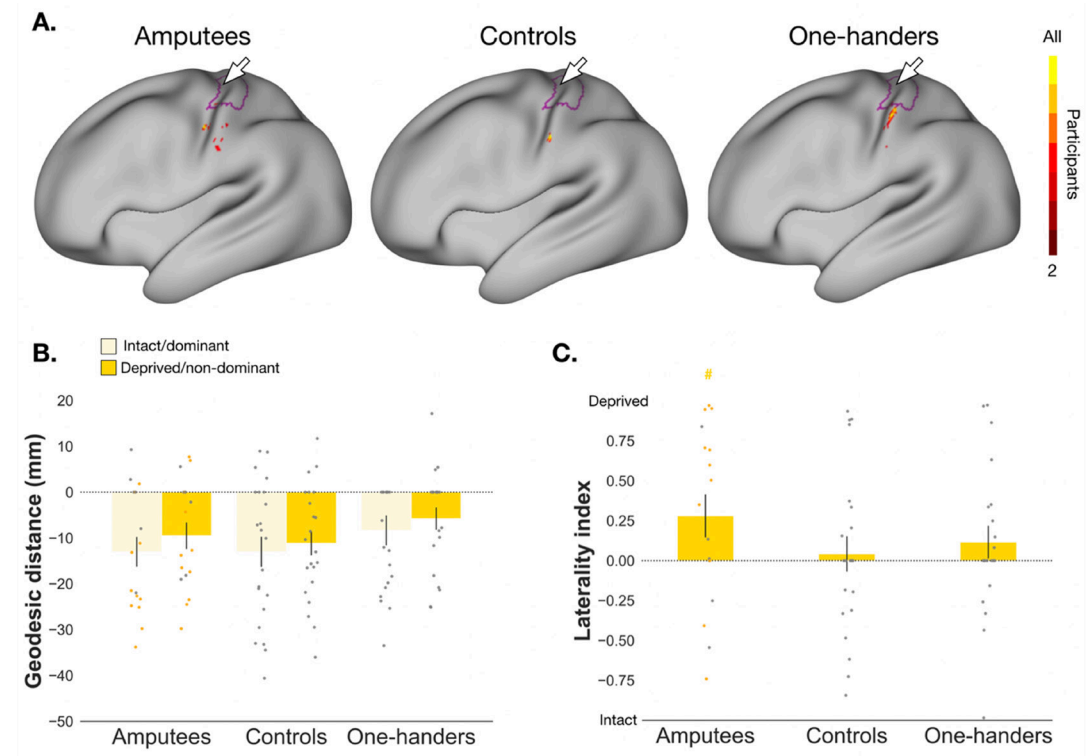 A.
Amputees
Controls
One-handers
All
Participants
2
B.
Intact/dominant
Deprived/non-dominant
Geodesic distance (mm)
20
10
0
−10
−20
−30
−40
−50
Amputees
Controls
One-handers
C.
#
Laterality index
Deprived
0.75
0.50
0.25
0.00
−0.25
−0.50
−0.75
Intact
Amputees
Controls
One-handers